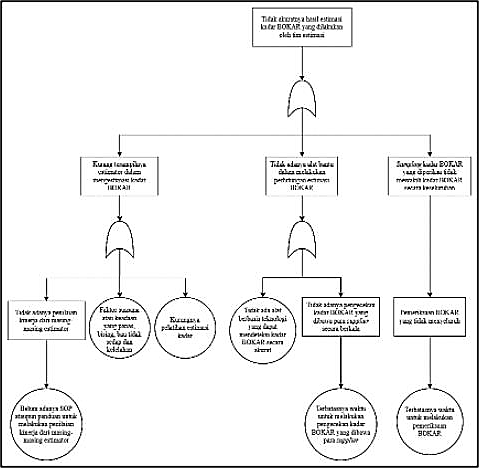 Tidak akuratnya hasil estimasi
kadar BOKAR yang dilakukan
oleh tim estimasi
Kurang terampilnya
estimator dalam
mengestimasi kadar
BOKAR
Tidak adanya alat bantu
dalam melakukan
perhitungan estimasi
BOKAR
Sampling kadar BOKAR
yang diperiksa tidak
mewakili kadar BOKAR
secara keseluruhan
Tidak adanya penilaian
kinerja dari masing-
masing estimator
Faktor suasana
atau keadaan
yang panas,
bising, bau tidak
sedap dan
kelelahan
Kurangnya
pelatihan estimasi
kadar
Tidak ada alat
berbasis teknologi
yang dapat
mendeteksi kadar
BOKAR secara
akurat
Tidak adanya pengecekan
kadar BOKAR yang
dibawa para supplier
secara berkala
Pemeriksaan BOKAR
yang tidak menyeluruh
Belum adanya SOP
ataupun panduan untuk
melakukan penilaian
kinerja dari masing-
masing estimator
Terbatasnya waktu
untuk melakukan
pengecekan kadar
BOKAR yang dibawa
para supplier
Terbatasnya waktu
untuk melakukan
pemeriksaan
BOKAR